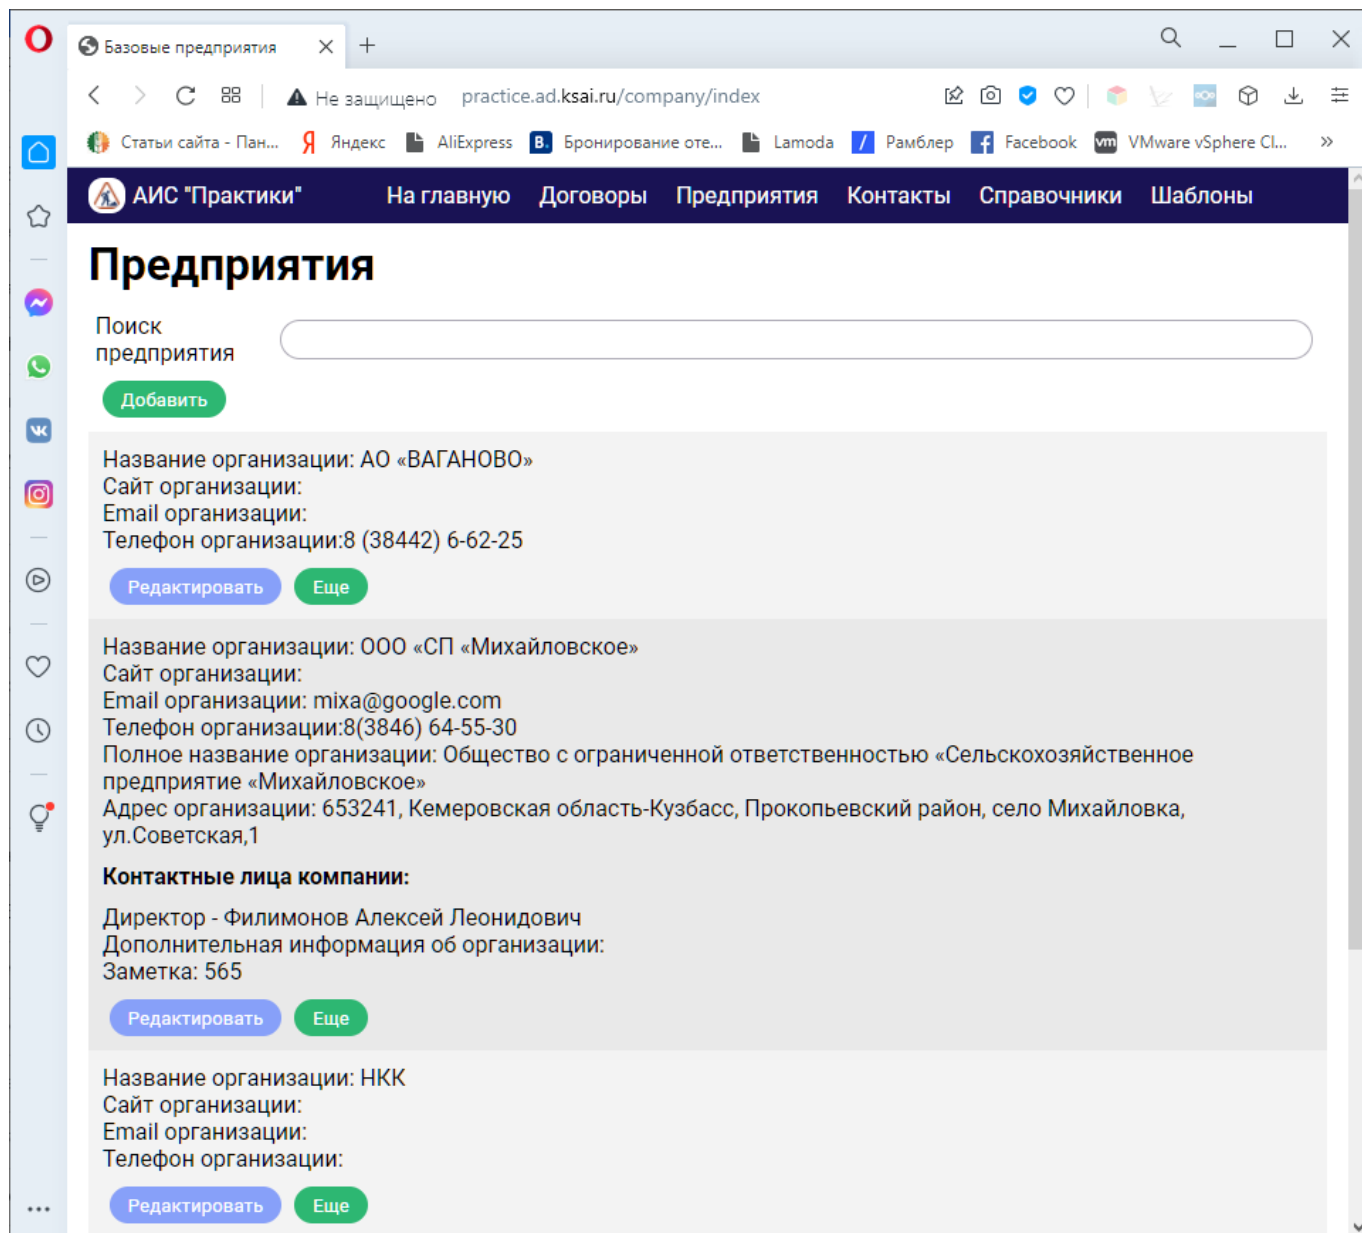 Базовые предприятия
Не защищено practice.ad.ksai.ru/company/index
Статьи сайта - Пан... Я Яндекс AliExpress B. Бронирование оте... Lamoda Рамблер Facebook vm VMware vSphere Cl... »
АИС "Практики" На главную Договоры Предприятия Контакты Справочники Шаблоны
Предприятия
Поиск
предприятия
Добавить
Название организации: АО «ВАГАНОВО»
Сайт организации:
Email организации:
Телефон организации:8 (38442) 6-62-25
Редактировать Еще
Название организации: ООО «СП «Михайловское»
Сайт организации:
Email организации: mixa@google.com
Телефон организации:8(3846) 64-55-30
Полное название организации: Общество с ограниченной ответственностью «Сельскохозяйственное
предприятие «Михайловское»
Адрес организации: 653241, Кемеровская область-Кузбасс, Прокопьевский район, село Михайловка,
ул.Советская,1
Контактные лица компании:
Директор - Филимонов Алексей Леонидович
Дополнительная информация об организации:
Заметка: 565
Редактировать Еще
Название организации: НКК
Сайт организации:
Email организации:
Телефон организации:
Редактировать Еще